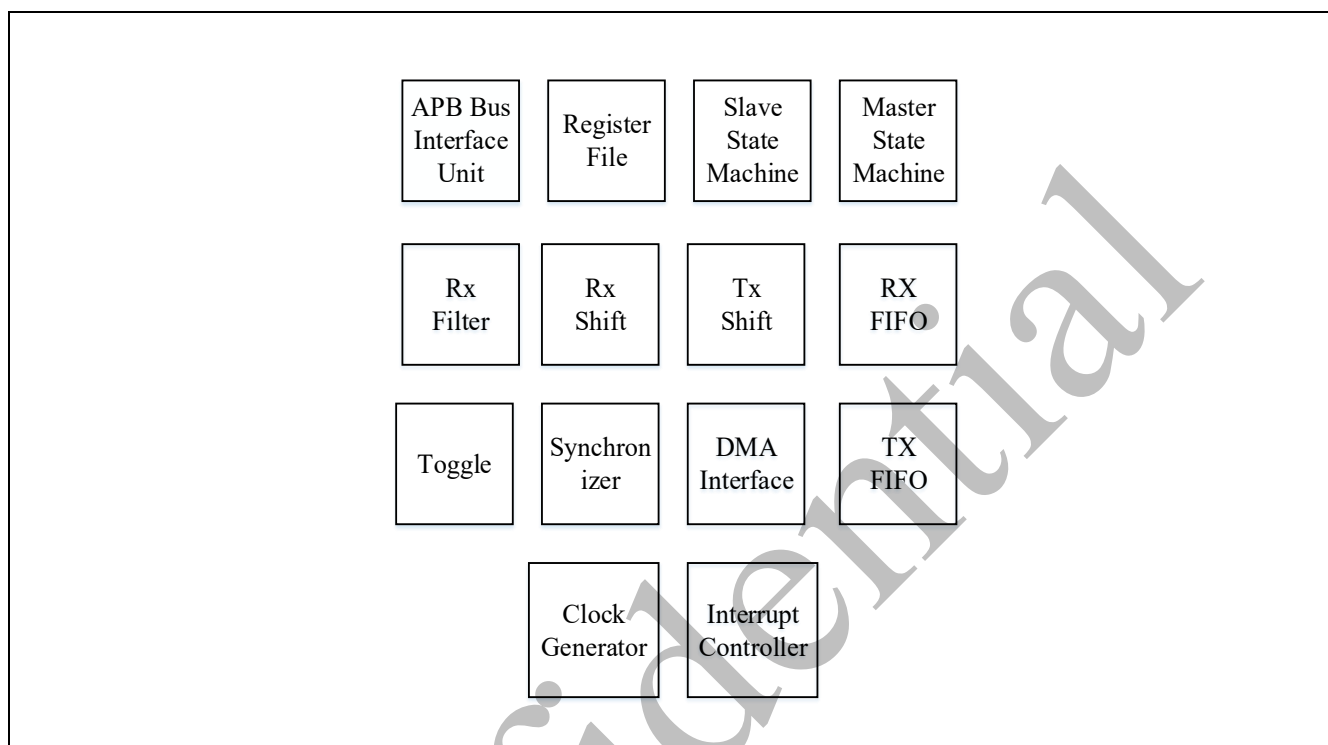 APB Bus
Interface
Unit
Register
File
Slave
State
Machine
Master
State
Machine
Rx
Filter
Rx
Shift
Tx
Shift
RX
FIFO
Toggle
Synchron
izer
DMA
Interface
TX
FIFO
Clock
Generator
Interrupt
Controller
fidential